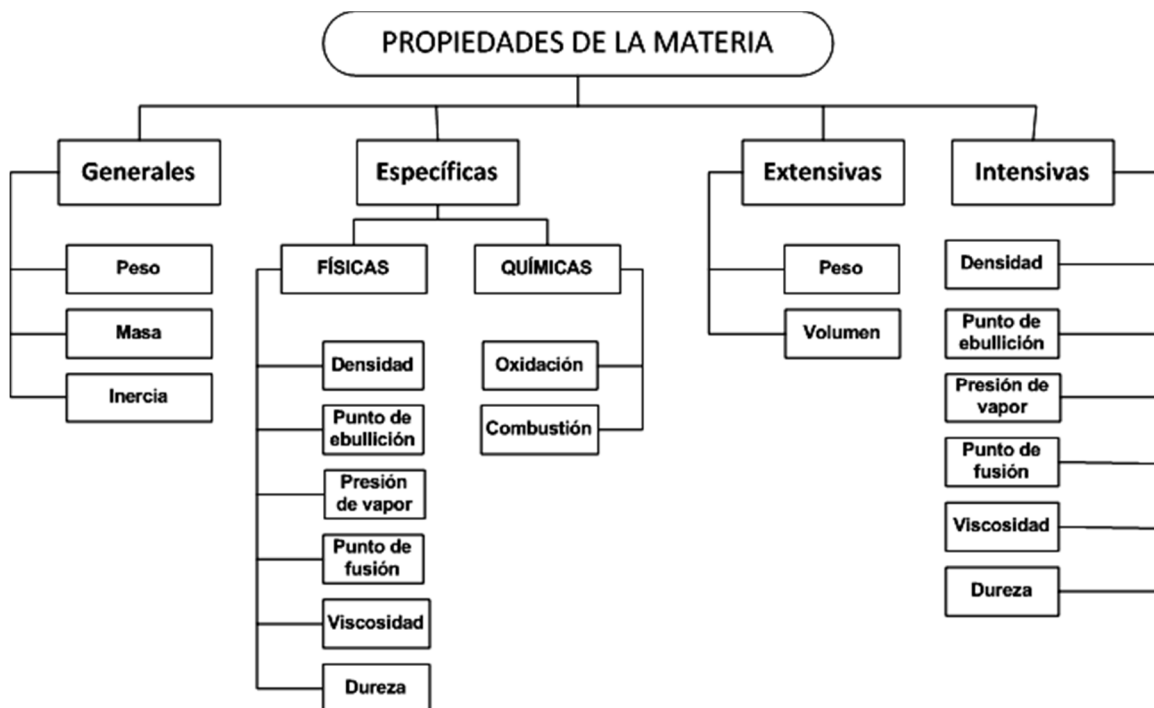 PROPIEDADES DE LA MATERIA
Generales
Peso
Masa
Inercia
Específicas
FÍSICAS
Densidad
Punto de
ebullición
Presión
de vapor
Punto de
fusión
Viscosidad
Dureza
QUÍMICAS
Oxidación
Combustión
Extensivas
Peso
Volumen
Intensivas
Densidad
Punto de
ebullición
Presión de
vapor
Punto de
fusión
Viscosidad
Dureza